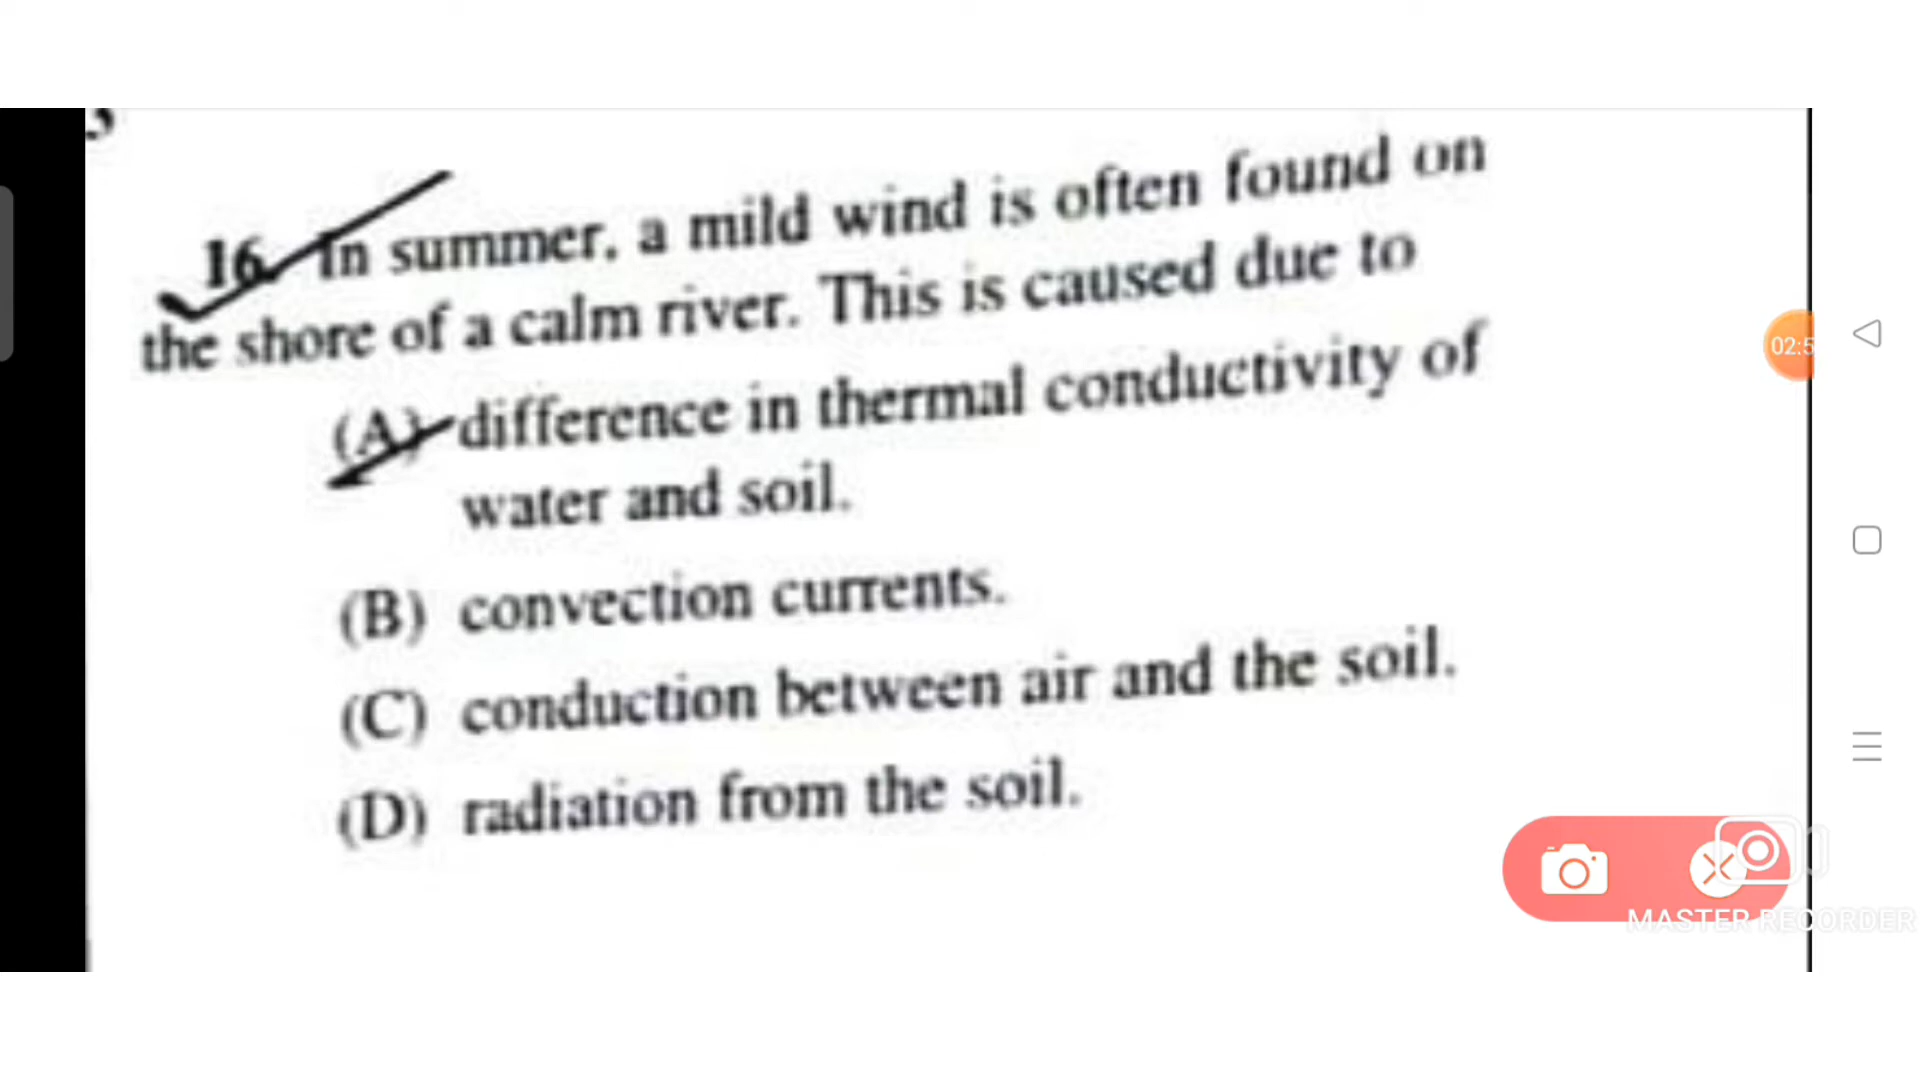 16. In summer, a mild wind is often found on
the shore of a calm river. This is caused due to
(A) difference in thermal conductivity of
water and soil.
(B) convection currents.
(C) conduction between air and the soil.
(D) radiation from the soil.
02:5
MASTER RECORDER